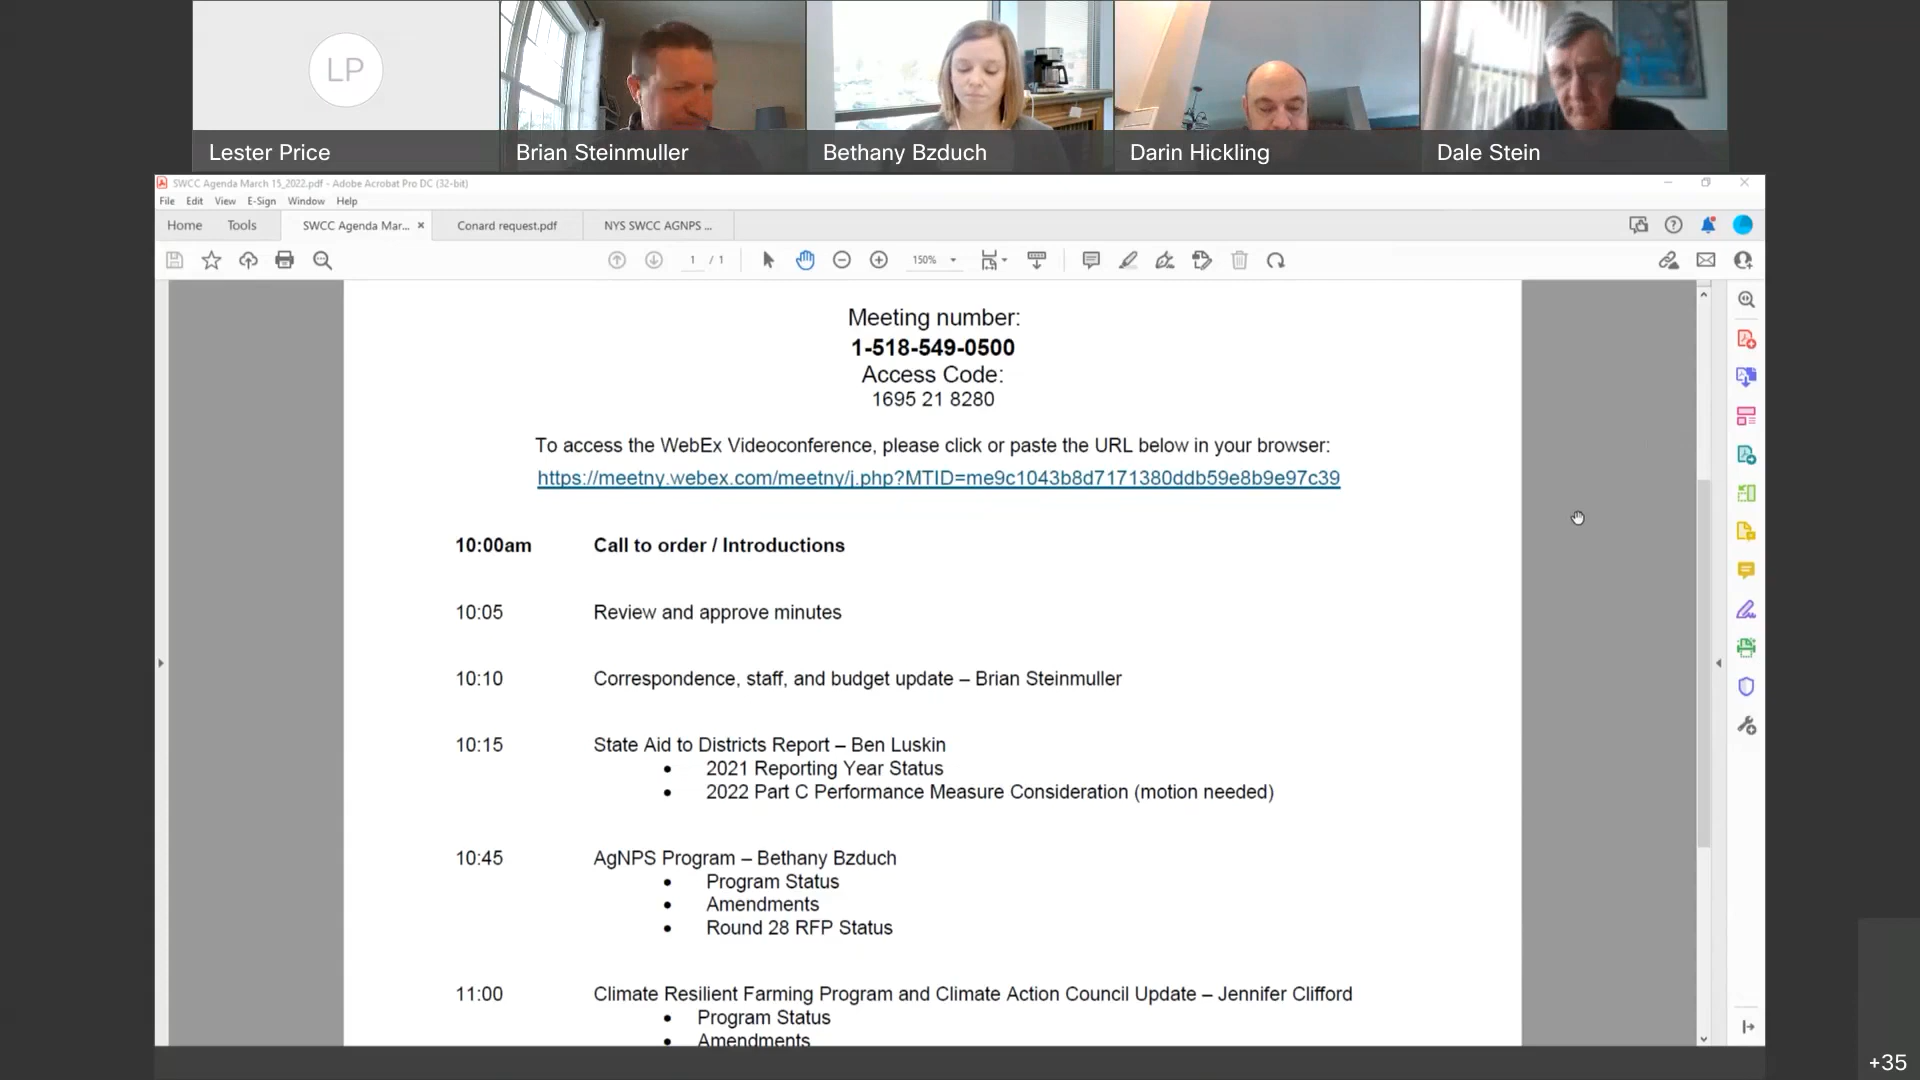 LP
Lester Price
Brian Steinmuller
Bethany Bzduch
Darin Hickling
Dale Stein
SWCC Agenda March 15_2022.pdf - Adobe Acrobat Pro DC (32-bit)
File Edit View E-Sign Window Help
Home Tools SWCC Agenda Mar... × Conard request.pdf NYS SWCC AGNPS ...
1 / 1 150%
Meeting number:
1-518-549-0500
Access Code:
1695 21 8280
To access the WebEx Videoconference, please click or paste the URL below in your browser:
https://meetny.webex.com/meetny/j.php?MTID=me9c1043b8d7171380ddb59e8b9e97c39
10:00am Call to order / Introductions
10:05 Review and approve minutes
10:10 Correspondence, staff, and budget update – Brian Steinmuller
10:15 State Aid to Districts Report – Ben Luskin
• 2021 Reporting Year Status
• 2022 Part C Performance Measure Consideration (motion needed)
10:45 AgNPS Program – Bethany Bzduch
• Program Status
• Amendments
• Round 28 RFP Status
11:00 Climate Resilient Farming Program and Climate Action Council Update – Jennifer Clifford
• Program Status
• Amendments
+35